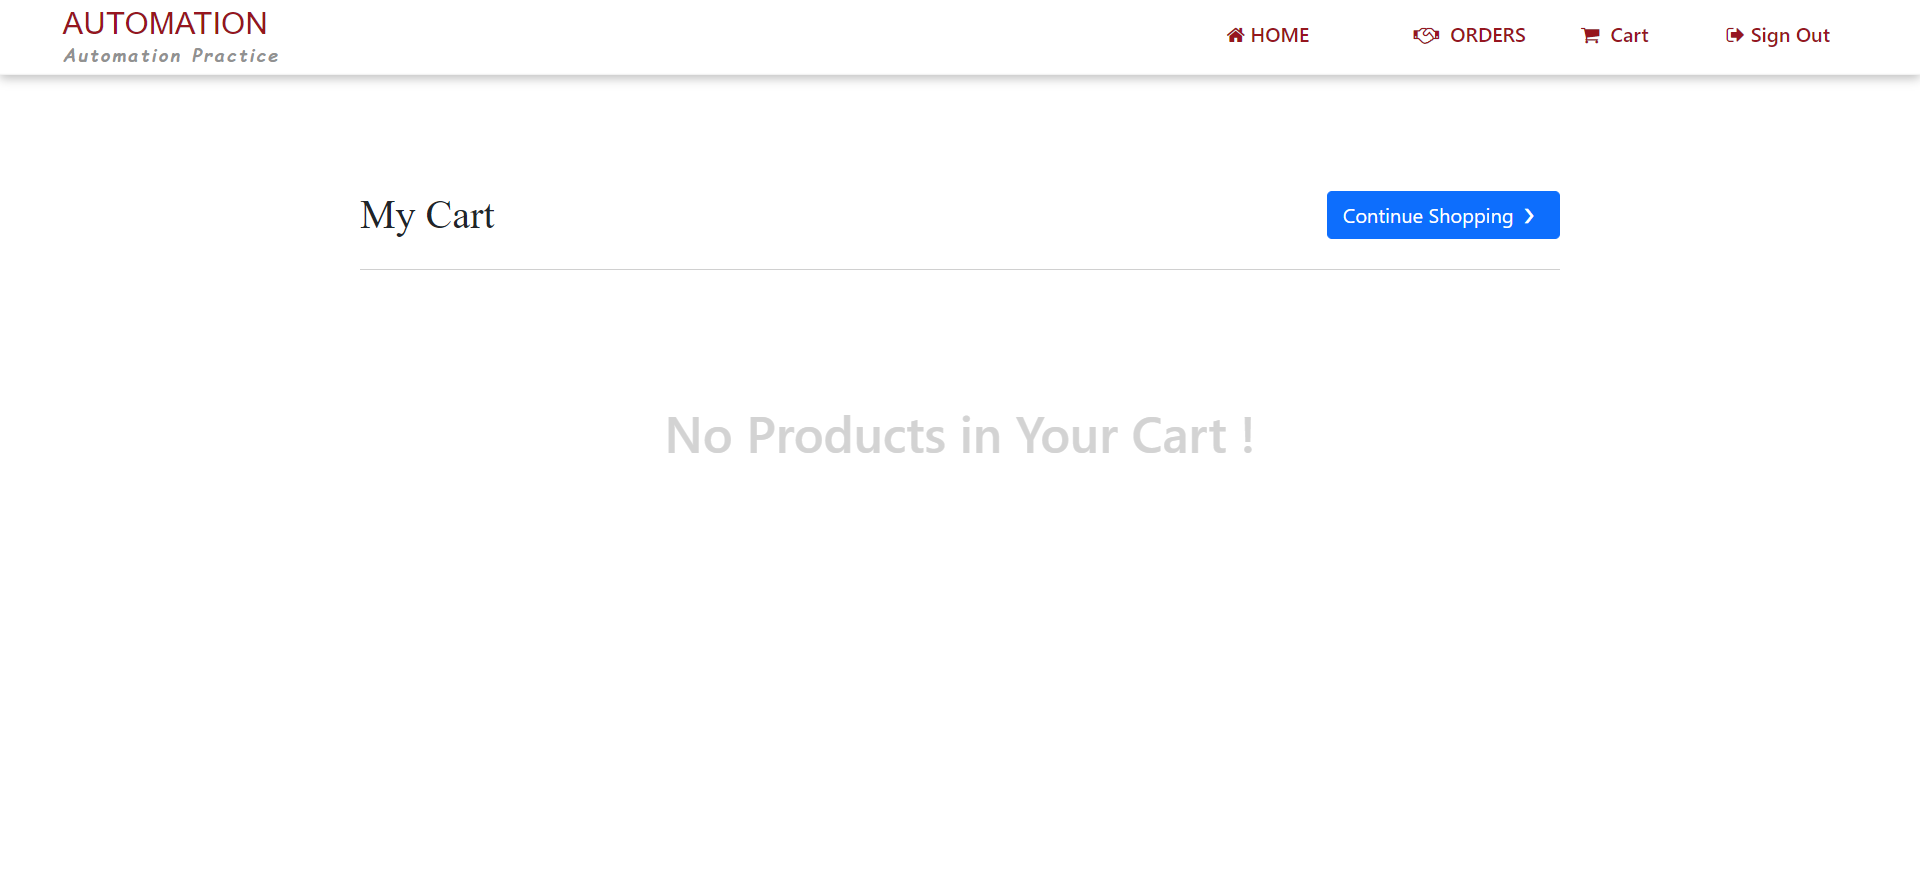 AUTOMATION
Automation Practice
HOME
ORDERS
Cart
Sign Out
My Cart
Continue Shopping ❯
No Products in Your Cart !